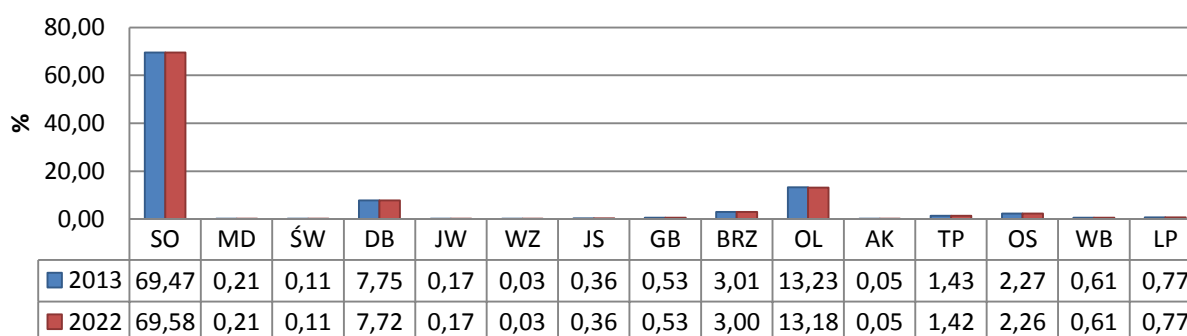 80,00
60,00
40,00
20,00
0,00
%
SO MD ŚW DB JW WZ JS GB BRZ OL AK TP OS WB LP
2013 69,47 0,21 0,11 7,75 0,17 0,03 0,36 0,53 3,01 13,23 0,05 1,43 2,27 0,61 0,77
2022 69,58 0,21 0,11 7,72 0,17 0,03 0,36 0,53 3,00 13,18 0,05 1,42 2,26 0,61 0,77